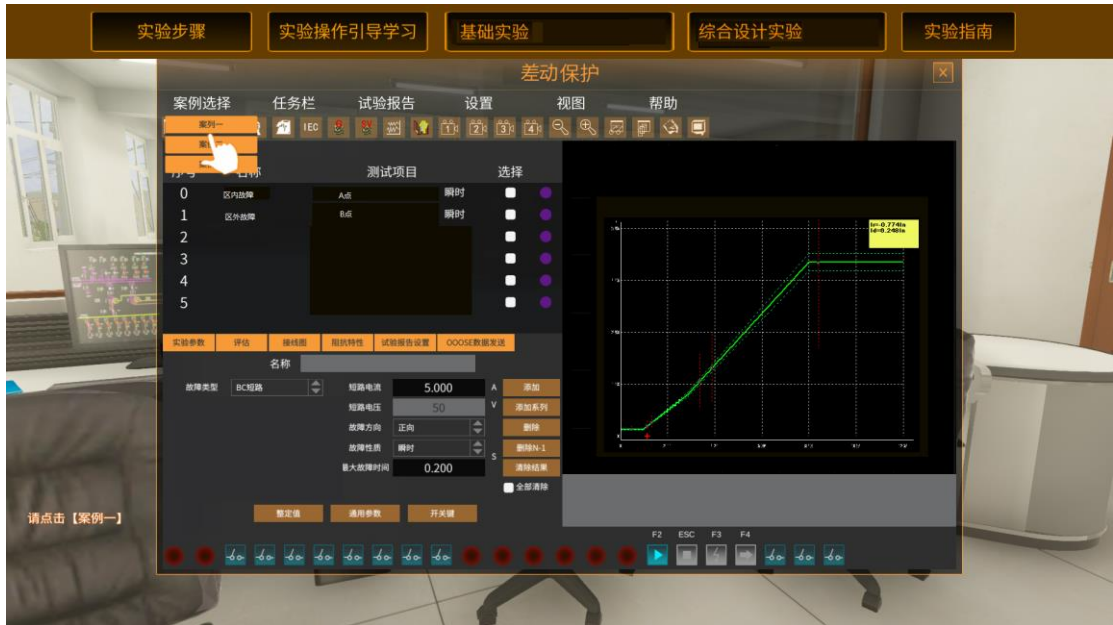 实验步骤
实验操作引导学习
基础实验
综合设计实验
实验指南
差动保护
案例选择 任务栏 试验报告 设置 视图 帮助
案列一
IEC
测试项目 选择
0 区内故障 A点 瞬时
1 区外故障 B点 瞬时
2
3
4
5
Ir=-0.774In
Id=0.248In
实验参数 评估 接线图 阻抗特性 试验报告设置 OOOSE数据发送
名称
故障类型 BC短路 短路电流 5.000 A 添加
短路电压 50 V 添加系列
故障方向 正向 删除
故障性质 瞬时 S 删除N-1
最大故障时间 0.200 清除结果
全部清除
请点击【案例一】
整定值 通用参数 开关键
F2 ESC F3 F4